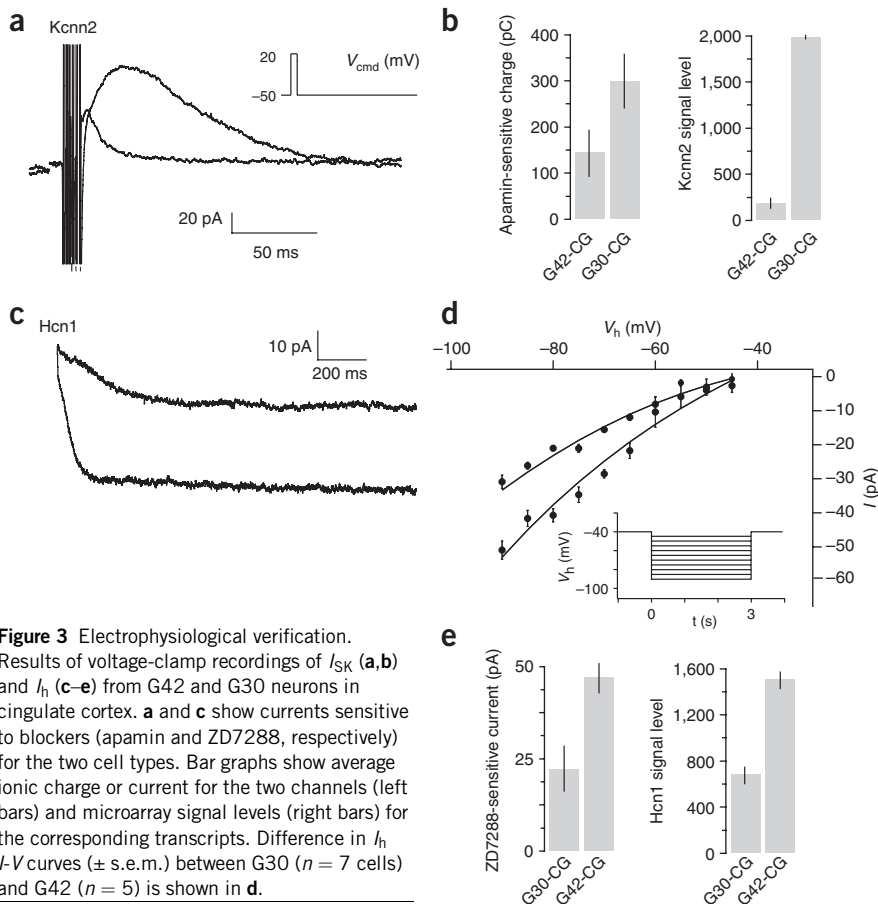 a
Kcnn2
20
−50
V_cmd (mV)
20 pA
50 ms
b
Apamin-sensitive charge (pC)
400
300
200
100
0
G42-CG
G30-CG
Kcnn2 signal level
2,000
1,500
1,000
500
0
G42-CG
G30-CG
c
Hcn1
10 pA
200 ms
d
V_h (mV)
−100
−80
−60
−40
0
−10
−20
−30
−40
−50
−60
I (pA)
V_h (mV)
−40
−100
0
3
t (s)
Figure 3 Electrophysiological verification.
Results of voltage-clamp recordings of I_SK (a,b)
and I_h (c–e) from G42 and G30 neurons in
cingulate cortex. a and c show currents sensitive
to blockers (apamin and ZD7288, respectively)
for the two cell types. Bar graphs show average
ionic charge or current for the two channels (left
bars) and microarray signal levels (right bars) for
the corresponding transcripts. Difference in I_h
I-V curves (± s.e.m.) between G30 (n = 7 cells)
and G42 (n = 5) is shown in d.
e
ZD7288-sensitive current (pA)
50
25
0
G30-CG
G42-CG
Hcn1 signal level
1,600
1,200
800
400
0
G30-CG
G42-CG